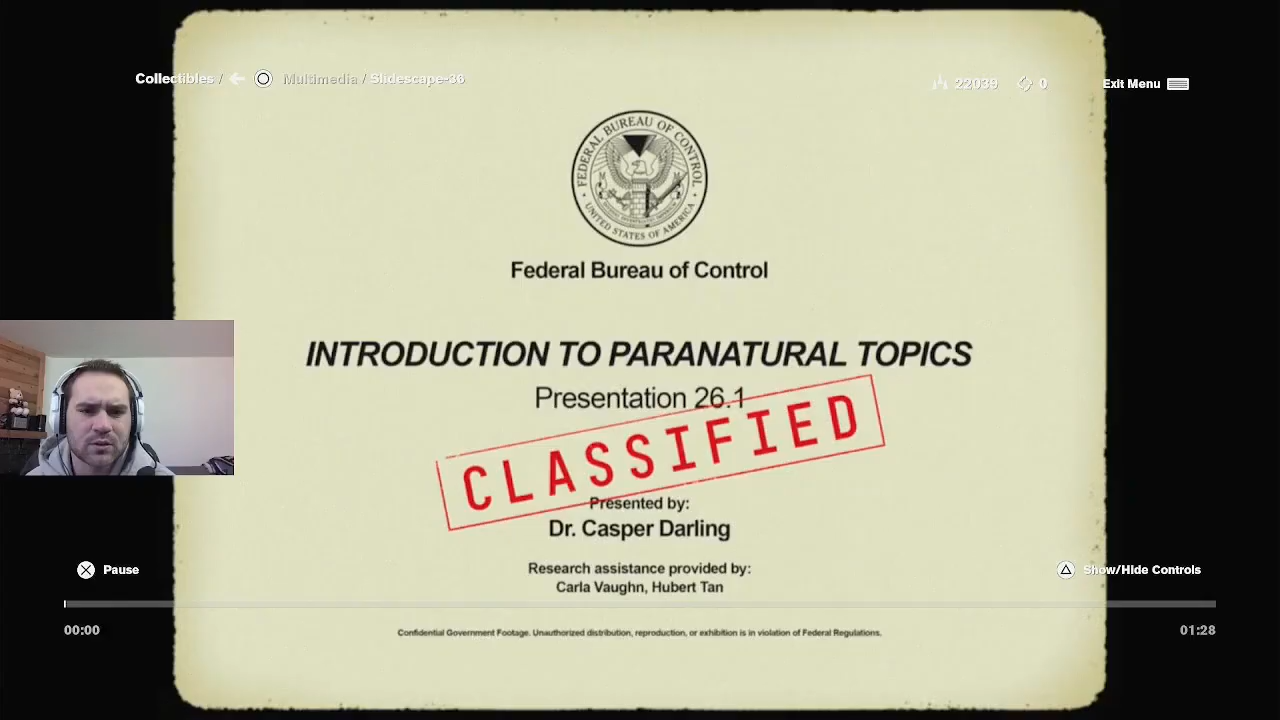 Collectibles / Multimedia / Slidescape-36
22039 0
Exit Menu
FEDERAL BUREAU OF CONTROL
UNITED STATES OF AMERICA
Federal Bureau of Control
INTRODUCTION TO PARANATURAL TOPICS
Presentation 26.1
CLASSIFIED
Presented by:
Dr. Casper Darling
Research assistance provided by:
Carla Vaughn, Hubert Tan
Pause
Show/Hide Controls
00:00
01:28
Confidential Government Footage. Unauthorized distribution, reproduction, or exhibition is in violation of Federal Regulations.